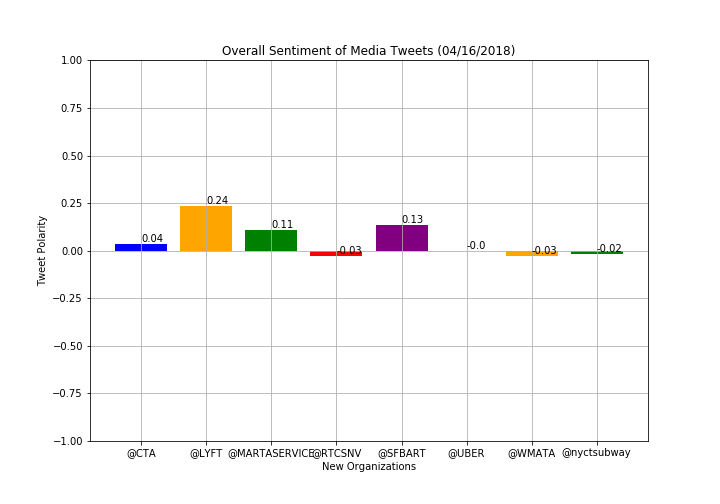 Overall Sentiment of Media Tweets (04/16/2018)
1.00
0.75
0.50
0.25
0.00
−0.25
−0.50
−0.75
−1.00
Tweet Polarity
0.04
0.24
0.11
-0.03
0.13
-0.0
-0.03
-0.02
@CTA
@LYFT
@MARTASERVICE
@RTCSNV
@SFBART
@UBER
@WMATA
@nyctsubway
New Organizations